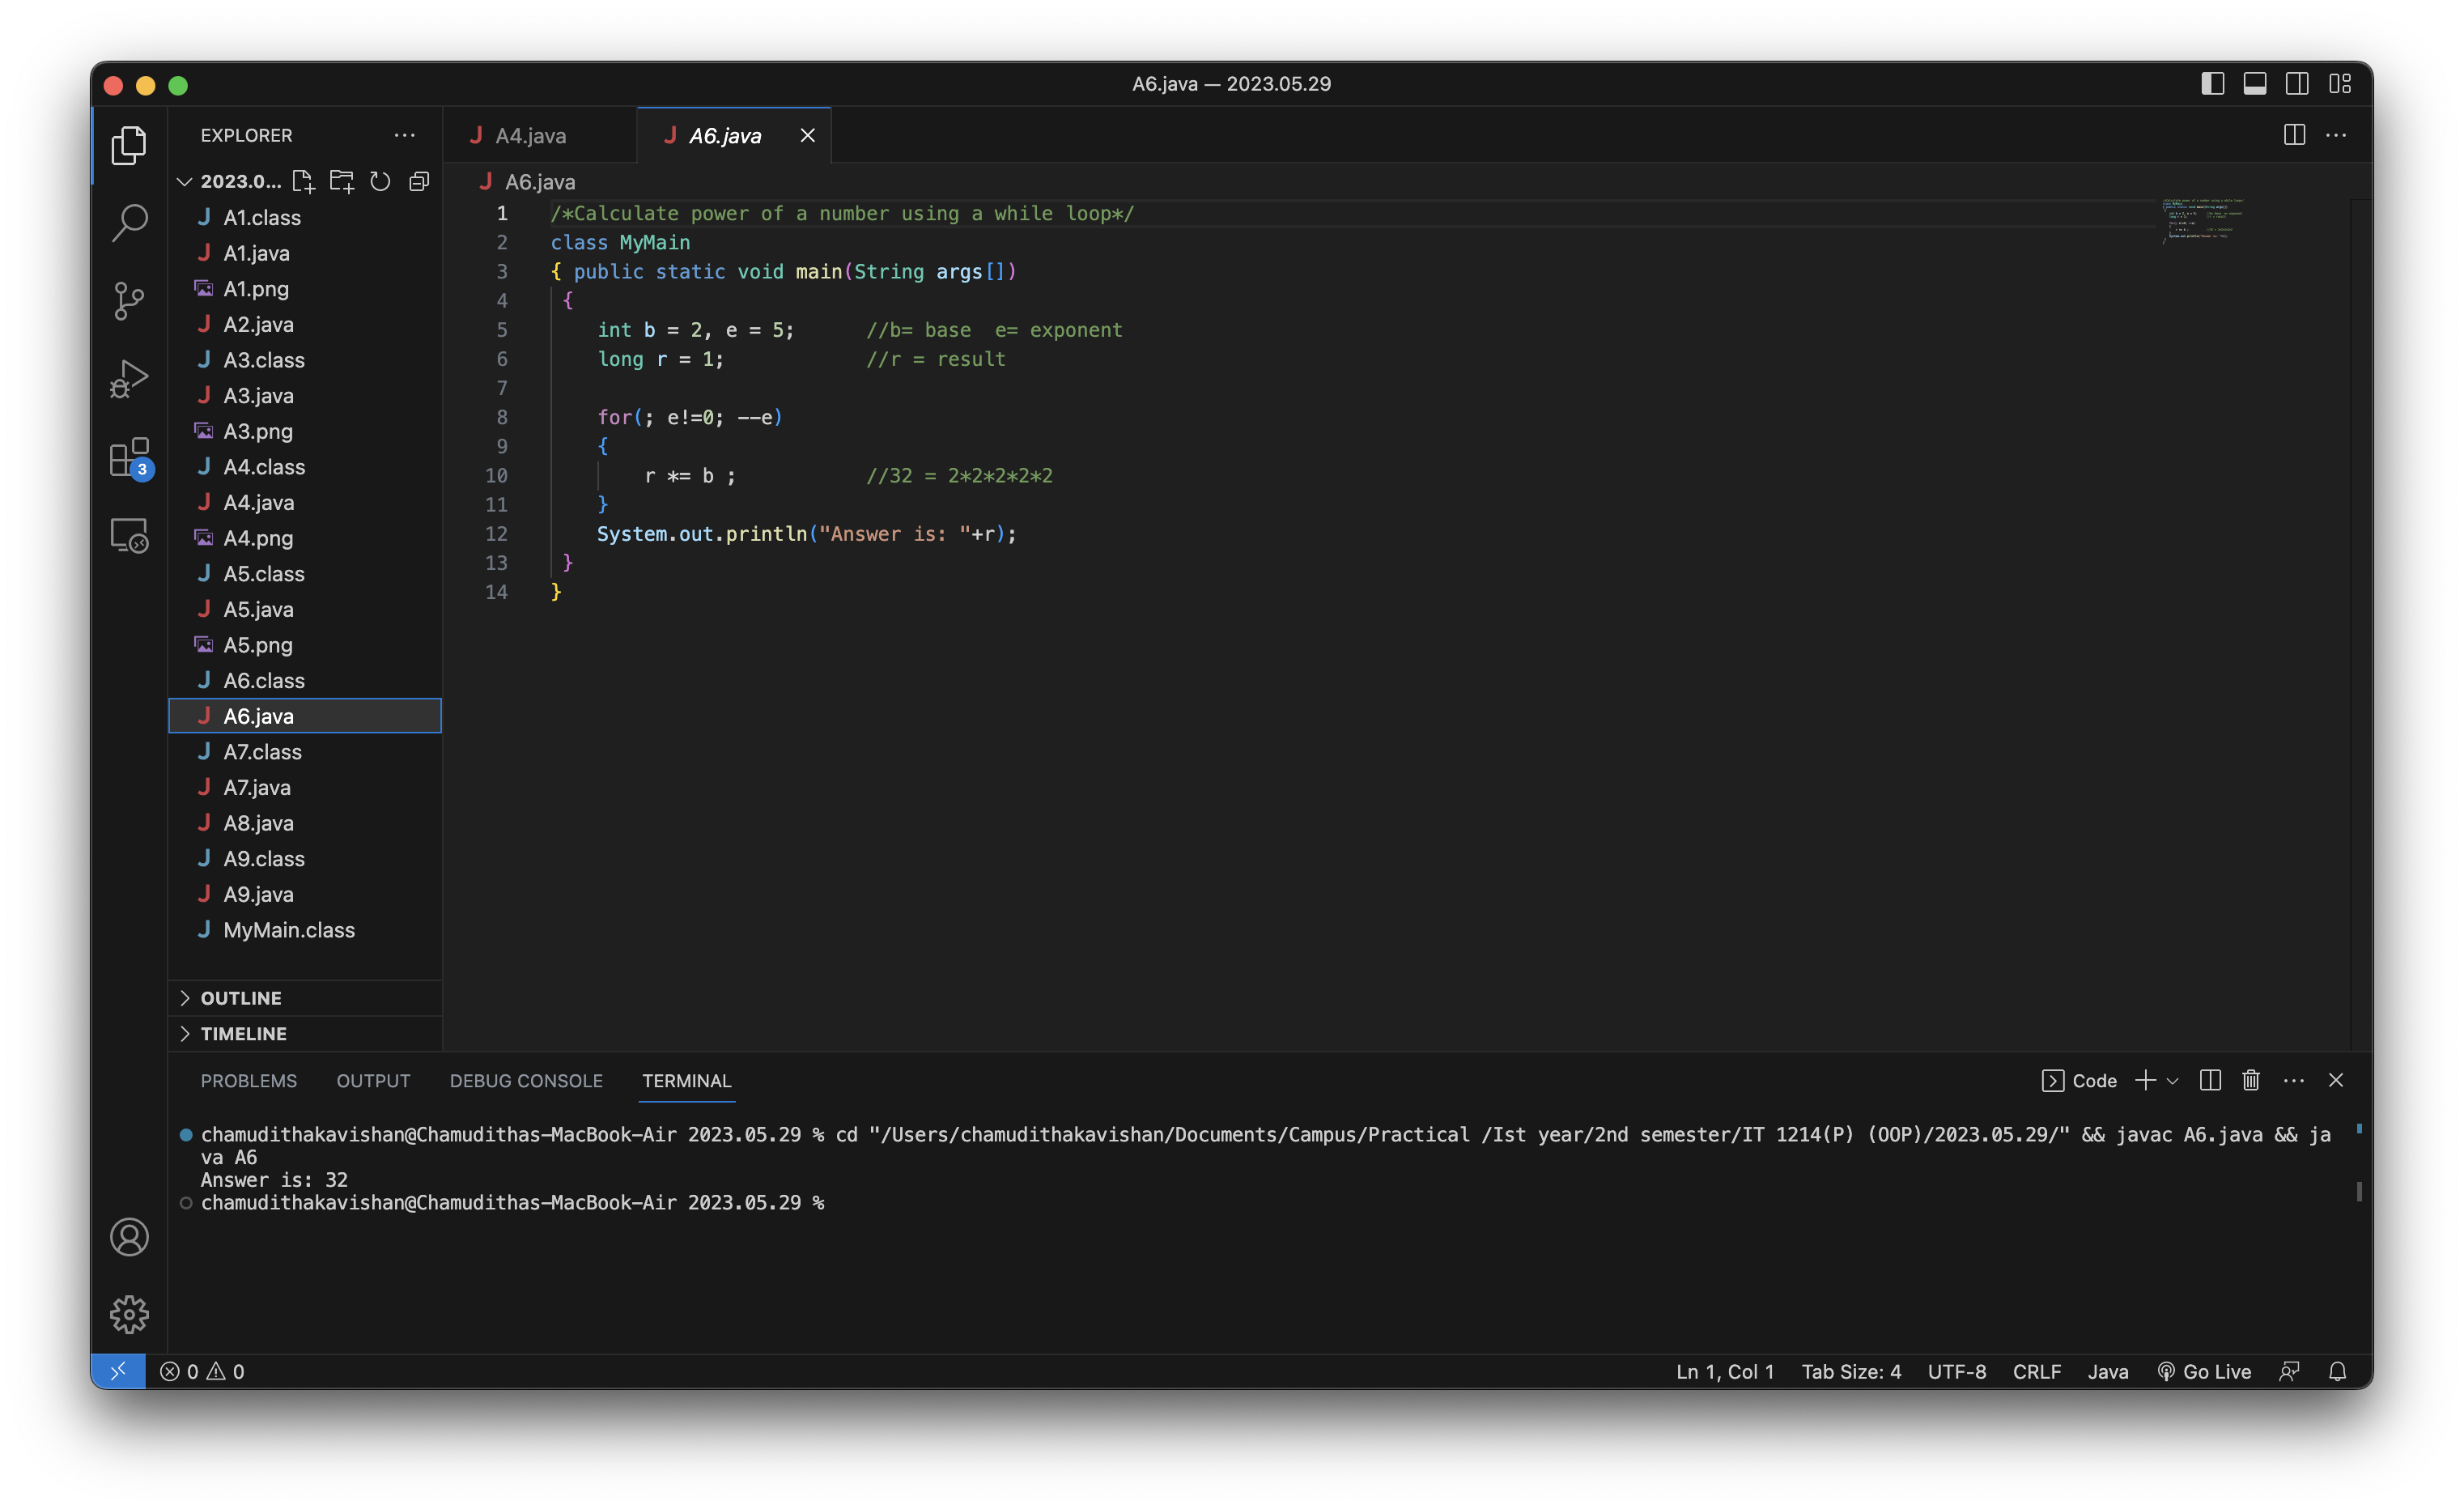 A6.java — 2023.05.29
EXPLORER
2023.0...
A1.class
A1.java
A1.png
A2.java
A3.class
A3.java
A3.png
A4.class
A4.java
A4.png
A5.class
A5.java
A5.png
A6.class
A6.java
A7.class
A7.java
A8.java
A9.class
A9.java
MyMain.class
OUTLINE
TIMELINE
3
A4.java
A6.java
A6.java
1 /*Calculate power of a number using a while loop*/
2 class MyMain
3 { public static void main(String args[])
4 {
5 int b = 2, e = 5; //b= base  e= exponent
6 long r = 1; //r = result
7
8 for(; e!=0; --e)
9 {
10 r *= b ; //32 = 2*2*2*2*2
11 }
12 System.out.println("Answer is: "+r);
13 }
14 }
PROBLEMS OUTPUT DEBUG CONSOLE TERMINAL
Code
chamudithakavishan@Chamudithas-MacBook-Air 2023.05.29 % cd "/Users/chamudithakavishan/Documents/Campus/Practical /Ist year/2nd semester/IT 1214(P) (OOP)/2023.05.29/" && javac A6.java && ja
va A6
Answer is: 32
chamudithakavishan@Chamudithas-MacBook-Air 2023.05.29 %
0 0
Ln 1, Col 1 Tab Size: 4 UTF-8 CRLF Java Go Live